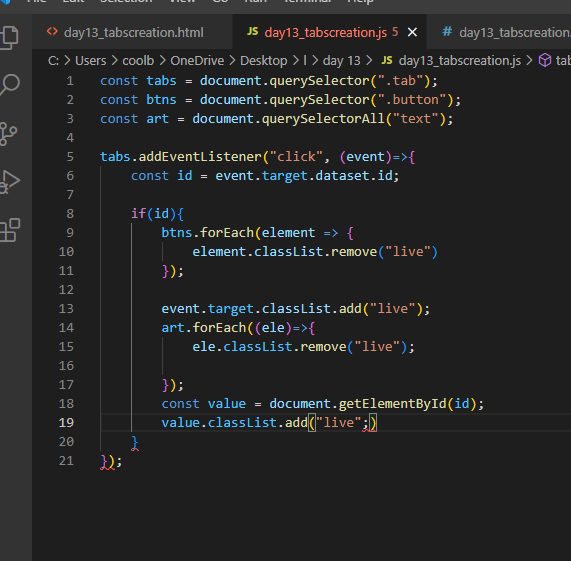 File Edit Selection View Go Run Terminal Help
<> day13_tabscreation.html JS day13_tabscreation.js 5 × # day13_tabscreation.
C: > Users > coolb > OneDrive > Desktop > l > day 13 > JS day13_tabscreation.js > tab
1 const tabs = document.querySelector(".tab");
2 const btns = document.querySelector(".button");
3 const art = document.querySelectorAll("text");
4
5 tabs.addEventListener("click", (event)=>{
6     const id = event.target.dataset.id;
7
8     if(id){
9         btns.forEach(element => {
10             element.classList.remove("live")
11         });
12
13         event.target.classList.add("live");
14         art.forEach((ele)=>{
15             ele.classList.remove("live");
16
17         });
18         const value = document.getElementById(id);
19         value.classList.add("live";)
20     }
21 });